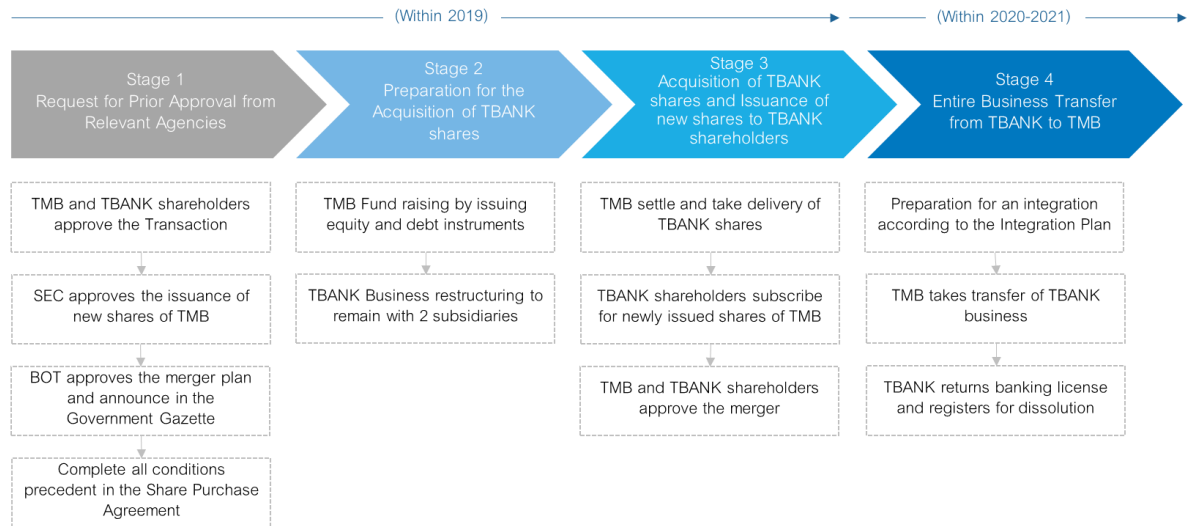 (Within 2019)
(Within 2020-2021)
Stage 1
Request for Prior Approval from
Relevant Agencies
Stage 2
Preparation for the
Acquisition of TBANK
shares
Stage 3
Acquisition of TBANK
shares and Issuance of
new shares to TBANK
shareholders
Stage 4
Entire Business Transfer
from TBANK to TMB
TMB and TBANK shareholders
approve the Transaction
SEC approves the issuance of
new shares of TMB
BOT approves the merger plan
and announce in the
Government Gazette
Complete all conditions
precedent in the Share Purchase
Agreement
TMB Fund raising by issuing
equity and debt instruments
TBANK Business restructuring to
remain with 2 subsidiaries
TMB settle and take delivery of
TBANK shares
TBANK shareholders subscribe
for newly issued shares of TMB
TMB and TBANK shareholders
approve the merger
Preparation for an integration
according to the Integration Plan
TMB takes transfer of TBANK
business
TBANK returns banking license
and registers for dissolution